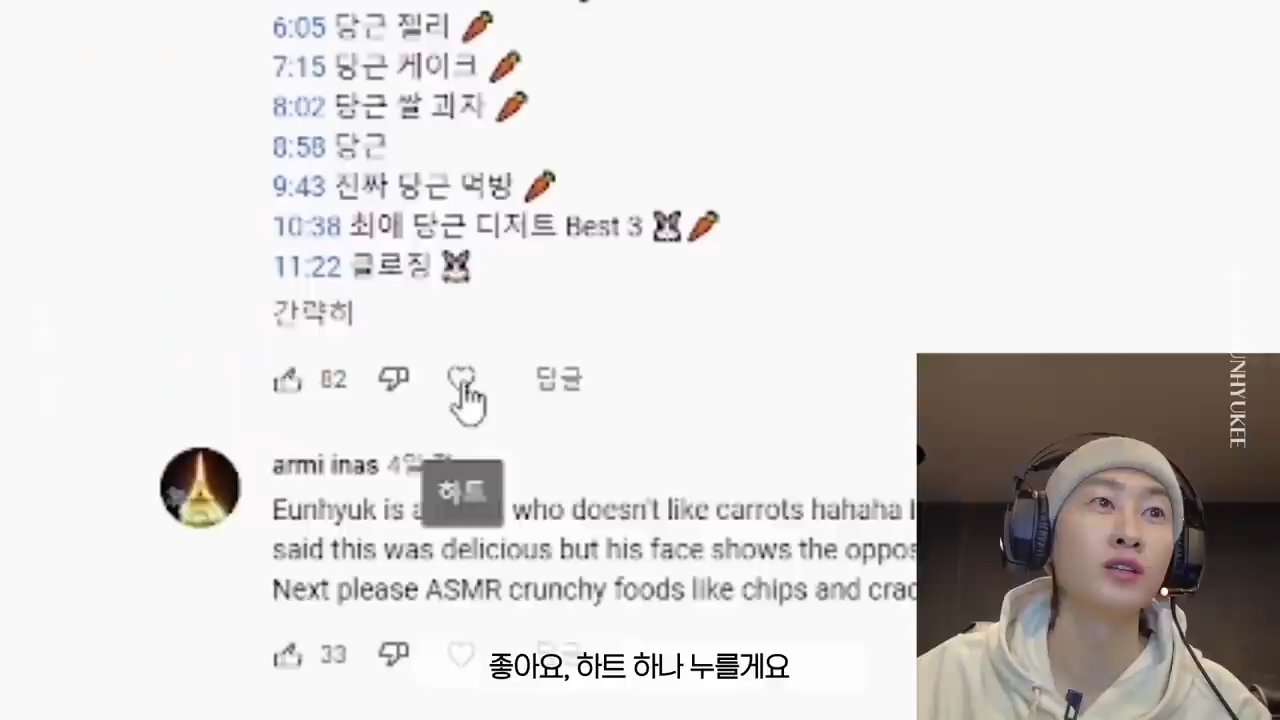 6:05 당근 젤리 🥕
7:15 당근 케이크 🥕
8:02 당근 쌀 과자 🥕
8:58 당근
9:43 진짜 당근 먹방 🥕
10:38 최애 당근 디저트 Best 3 🐰🥕
11:22 클로징 🐰
간략히
82 답글
armi inas
하트
Eunhyuk is who doesn't like carrots hahaha
said this was delicious but his face shows the
Next please ASMR crunchy foods like chips and
33
좋아요, 하트 하나 누를게요
UNHYUKEE